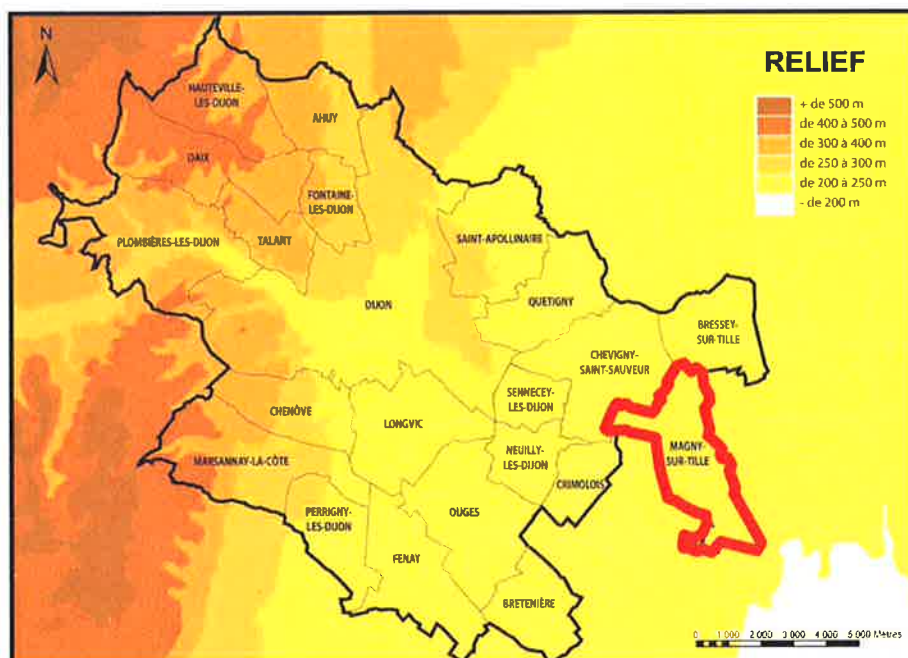 N
RELIEF
+ de 500 m
de 400 à 500 m
de 300 à 400 m
de 250 à 300 m
de 200 à 250 m
- de 200 m
HAUTEVILLE-
LES-DIJON
AHUY
DAIX
FONTAINE-
LES-DIJON
PLOMBIÈRES-LES-DIJON
TALANT
SAINT-APOLLINAIRE
DIJON
QUETIGNY
BRESSEY-
SUR-TILLE
CHEVIGNY-
SAINT-SAUVEUR
SENNECEY-
LES-DIJON
CHENÔVE
LONGVIC
MARSANNAY-LA-CÔTE
NEUILLY-
LES-DIJON
MAGNY-
SUR-TILLE
CRIMOLOIS
PERRIGNY-
LES-DIJON
OUGES
FENAY
BRETENIÈRE
0 1 000 2 000 3 000 4 000 5 000 Mètres